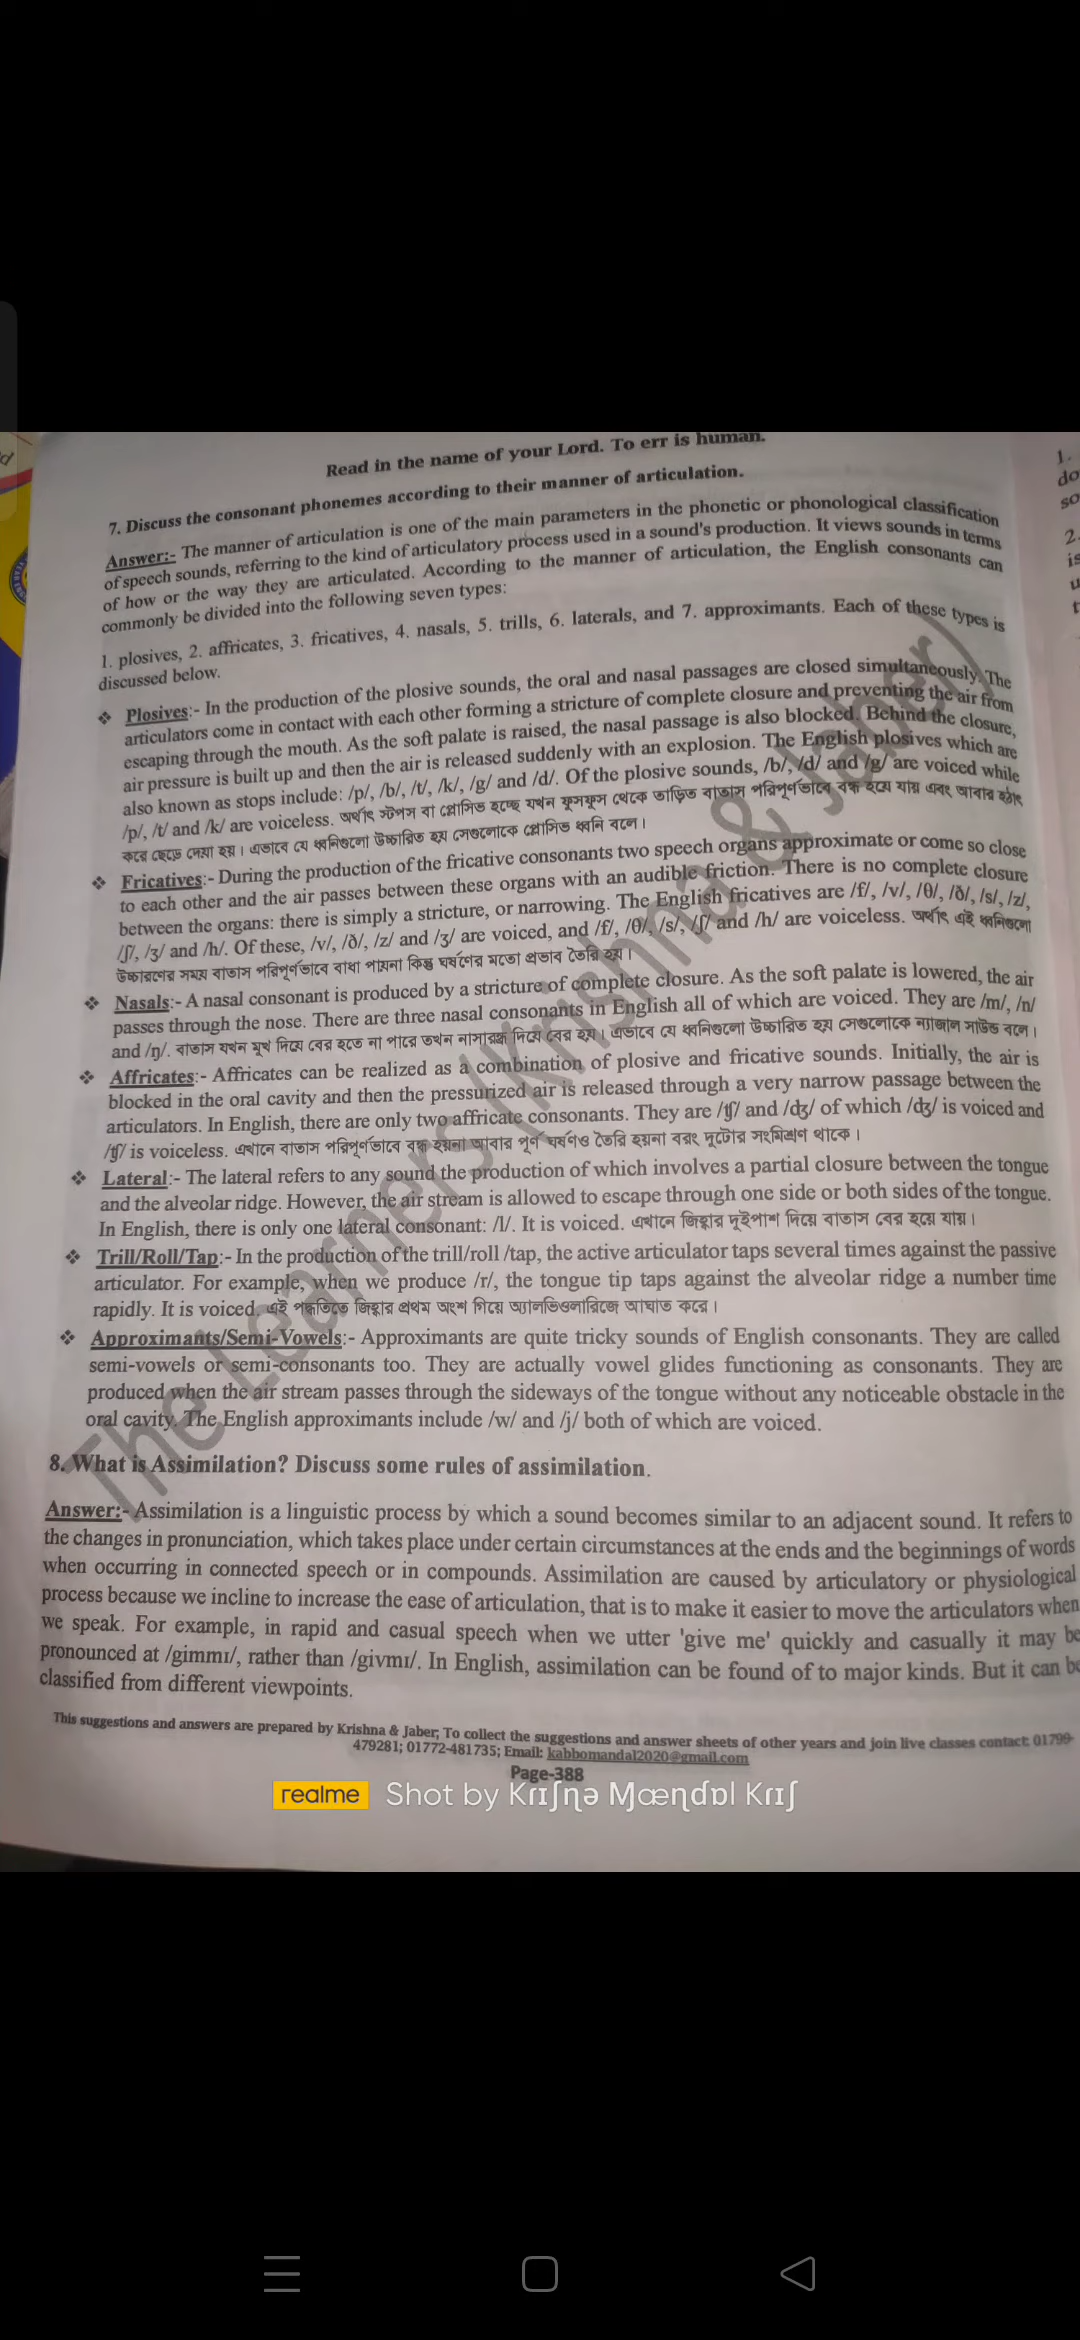 Read in the name of your Lord. To err is human.
7. Discuss the consonant phonemes according to their manner of articulation.
Answer:- The manner of articulation is one of the main parameters in the phonetic or phonological classification
of speech sounds, referring to the kind of articulatory process used in a sound's production. It views sounds in terms
of how or the way they are articulated. According to the manner of articulation, the English consonants can
commonly be divided into the following seven types:
1. plosives, 2. affricates, 3. fricatives, 4. nasals, 5. trills, 6. laterals, and 7. approximants. Each of these types is
discussed below.
❖ Plosives:- In the production of the plosive sounds, the oral and nasal passages are closed simultaneously. The
articulators come in contact with each other forming a stricture of complete closure and preventing the air from
escaping through the mouth. As the soft palate is raised, the nasal passage is also blocked. Behind the closure,
air pressure is built up and then the air is released suddenly with an explosion. The English plosives which are
also known as stops include: /p/, /b/, /t/, /k/, /g/ and /d/. Of the plosive sounds, /b/, /d/ and /g/ are voiced while
/p/, /t/ and /k/ are voiceless. অর্থাৎ স্টপস বা প্লোসিভ হচ্ছে যখন ফুসফুস থেকে তাড়িত বাতাস পরিপূর্ণভাবে বন্ধ হয়ে যায় এবং আবার হঠাৎ
করে ছেড়ে দেয়া হয়। এভাবে যে ধ্বনিগুলো উচ্চারিত হয় সেগুলোকে প্লোসিভ ধ্বনি বলে।
❖ Fricatives:- During the production of the fricative consonants two speech organs approximate or come so close
to each other and the air passes between these organs with an audible friction. There is no complete closure
between the organs: there is simply a stricture, or narrowing. The English fricatives are /f/, /v/, /θ/, /ð/, /s/, /z/,
/ʃ/, /ʒ/ and /h/. Of these, /v/, /ð/, /z/ and /ʒ/ are voiced, and /f/, /θ/, /s/, /ʃ/ and /h/ are voiceless. অর্থাৎ এই ধ্বনিগুলো
উচ্চারণের সময় বাতাস পরিপূর্ণভাবে বাধা পায়না কিন্তু ঘর্ষণের মতো প্রভাব তৈরি হয়।
❖ Nasals:- A nasal consonant is produced by a stricture of complete closure. As the soft palate is lowered, the air
passes through the nose. There are three nasal consonants in English all of which are voiced. They are /m/, /n/
and /ŋ/. বাতাস যখন মুখ দিয়ে বের হতে না পারে তখন নাসারন্ধ্র দিয়ে বের হয়। এভাবে যে ধ্বনিগুলো উচ্চারিত হয় সেগুলোকে ন্যাজাল সাউন্ড বলে।
❖ Affricates:- Affricates can be realized as a combination of plosive and fricative sounds. Initially, the air is
blocked in the oral cavity and then the pressurized air is released through a very narrow passage between the
articulators. In English, there are only two affricate consonants. They are /ʧ/ and /ʤ/ of which /ʤ/ is voiced and
/ʧ/ is voiceless. এখানে বাতাস পরিপূর্ণভাবে বন্ধ হয়না আবার পূর্ণ ঘর্ষণও তৈরি হয়না বরং দুটোর সংমিশ্রণ থাকে।
❖ Lateral:- The lateral refers to any sound the production of which involves a partial closure between the tongue
and the alveolar ridge. However, the air stream is allowed to escape through one side or both sides of the tongue.
In English, there is only one lateral consonant: /l/. It is voiced. এখানে জিহ্বার দুইপাশ দিয়ে বাতাস বের হয়ে যায়।
❖ Trill/Roll/Tap:- In the production of the trill/roll /tap, the active articulator taps several times against the passive
articulator. For example, when we produce /r/, the tongue tip taps against the alveolar ridge a number time
rapidly. It is voiced. এই পদ্ধতিতে জিহ্বার প্রথম অংশ গিয়ে অ্যালভিওলারিজে আঘাত করে।
❖ Approximants/Semi-Vowels:- Approximants are quite tricky sounds of English consonants. They are called
semi-vowels or semi-consonants too. They are actually vowel glides functioning as consonants. They are
produced when the air stream passes through the sideways of the tongue without any noticeable obstacle in the
oral cavity. The English approximants include /w/ and /j/ both of which are voiced.
8. What is Assimilation? Discuss some rules of assimilation.
Answer:- Assimilation is a linguistic process by which a sound becomes similar to an adjacent sound. It refers to
the changes in pronunciation, which takes place under certain circumstances at the ends and the beginnings of words
when occurring in connected speech or in compounds. Assimilation are caused by articulatory or physiological
process because we incline to increase the ease of articulation, that is to make it easier to move the articulators when
we speak. For example, in rapid and casual speech when we utter 'give me' quickly and casually it may be
pronounced at /gimmɪ/, rather than /givmɪ/. In English, assimilation can be found of to major kinds. But it can be
classified from different viewpoints.
This suggestions and answers are prepared by Krishna & Jaber; To collect the suggestions and answer sheets of other years and join live classes contact: 01799-
479281; 01772-481735; Email: kabbomandal2020@gmail.com
Page-388
The Learners (Krishna & Jaber)
realme Shot by Krɪʃɳə Ɱæɳɗɒl Krɪʃ
1.
do
so
2.
is
u
t